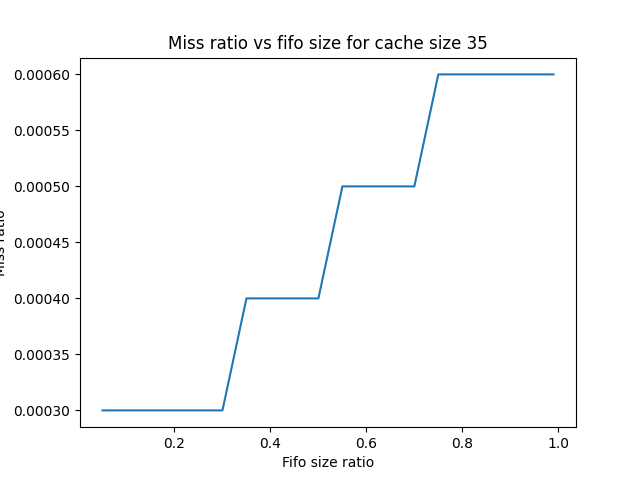 Miss ratio vs fifo size for cache size 35
Miss ratio
0.00060
0.00055
0.00050
0.00045
0.00040
0.00035
0.00030
0.2 0.4 0.6 0.8 1.0
Fifo size ratio